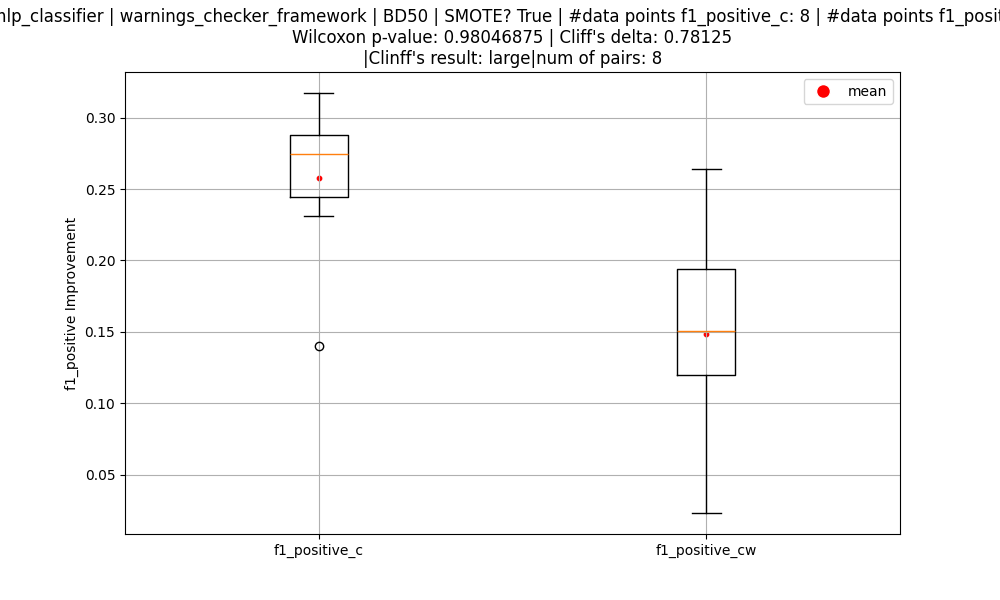 nlp_classifier | warnings_checker_framework | BD50 | SMOTE? True | #data points f1_positive_c: 8 | #data points
Wilcoxon p-value: 0.98046875 | Cliff's delta: 0.78125
|Clinff's result: large|num of pairs: 8
mean
0.30
0.25
0.20
0.15
0.10
0.05
f1_positive Improvement
f1_positive_c
f1_positive_cw